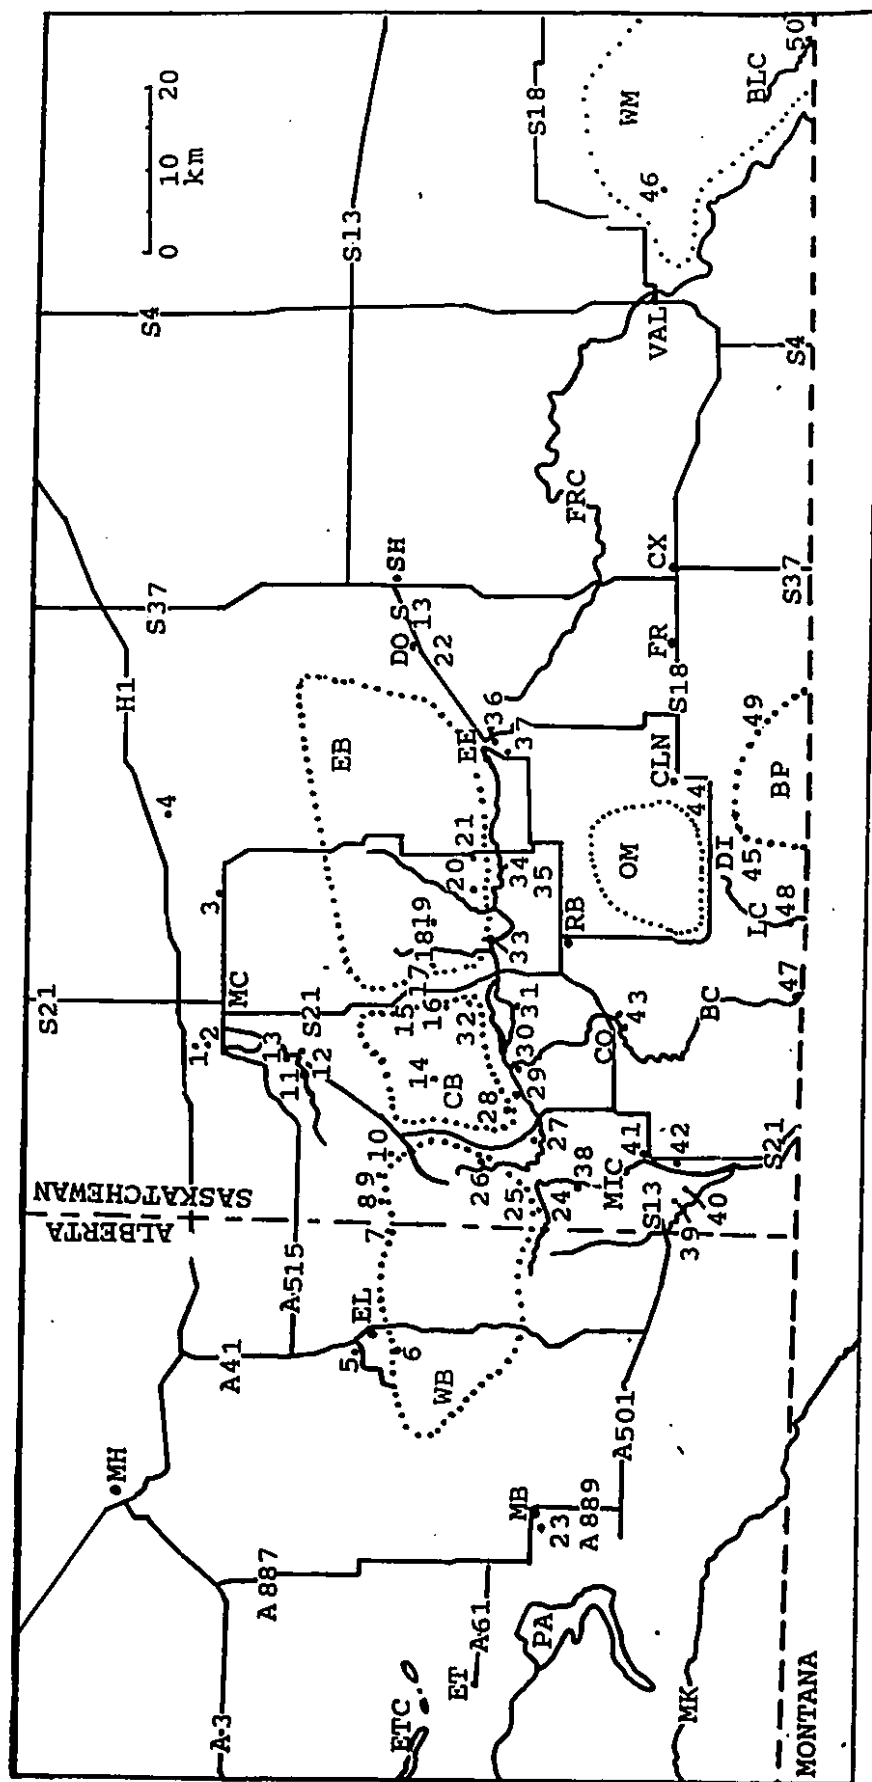 S21
S37
S4
0 10 20
km
H1
MH
A41
A515
ALBERTA
SASKATCHEWAN
1
2
MC
3
4
S13
S18
A-3
A887
5
EL
6
7
8
9
10
11
12
13
S21
14
15
16
17
18
19
20
21
EB
DO
S
13
22
SH
ETC
ET
A61
WB
CB
26
28
32
EE
36
37
FRC
WM
PA
MB
23
A889
25
24
38
27
29
30
31
33
34
35
RB
OM
MIC
41
42
CO
43
CLN
S18
FR
CX
VAL
46
A501
S13
39
40
S21
BC
47
LC
48
DI
45
44
BP
49
S37
S4
BLC
50
MK
MONTANA